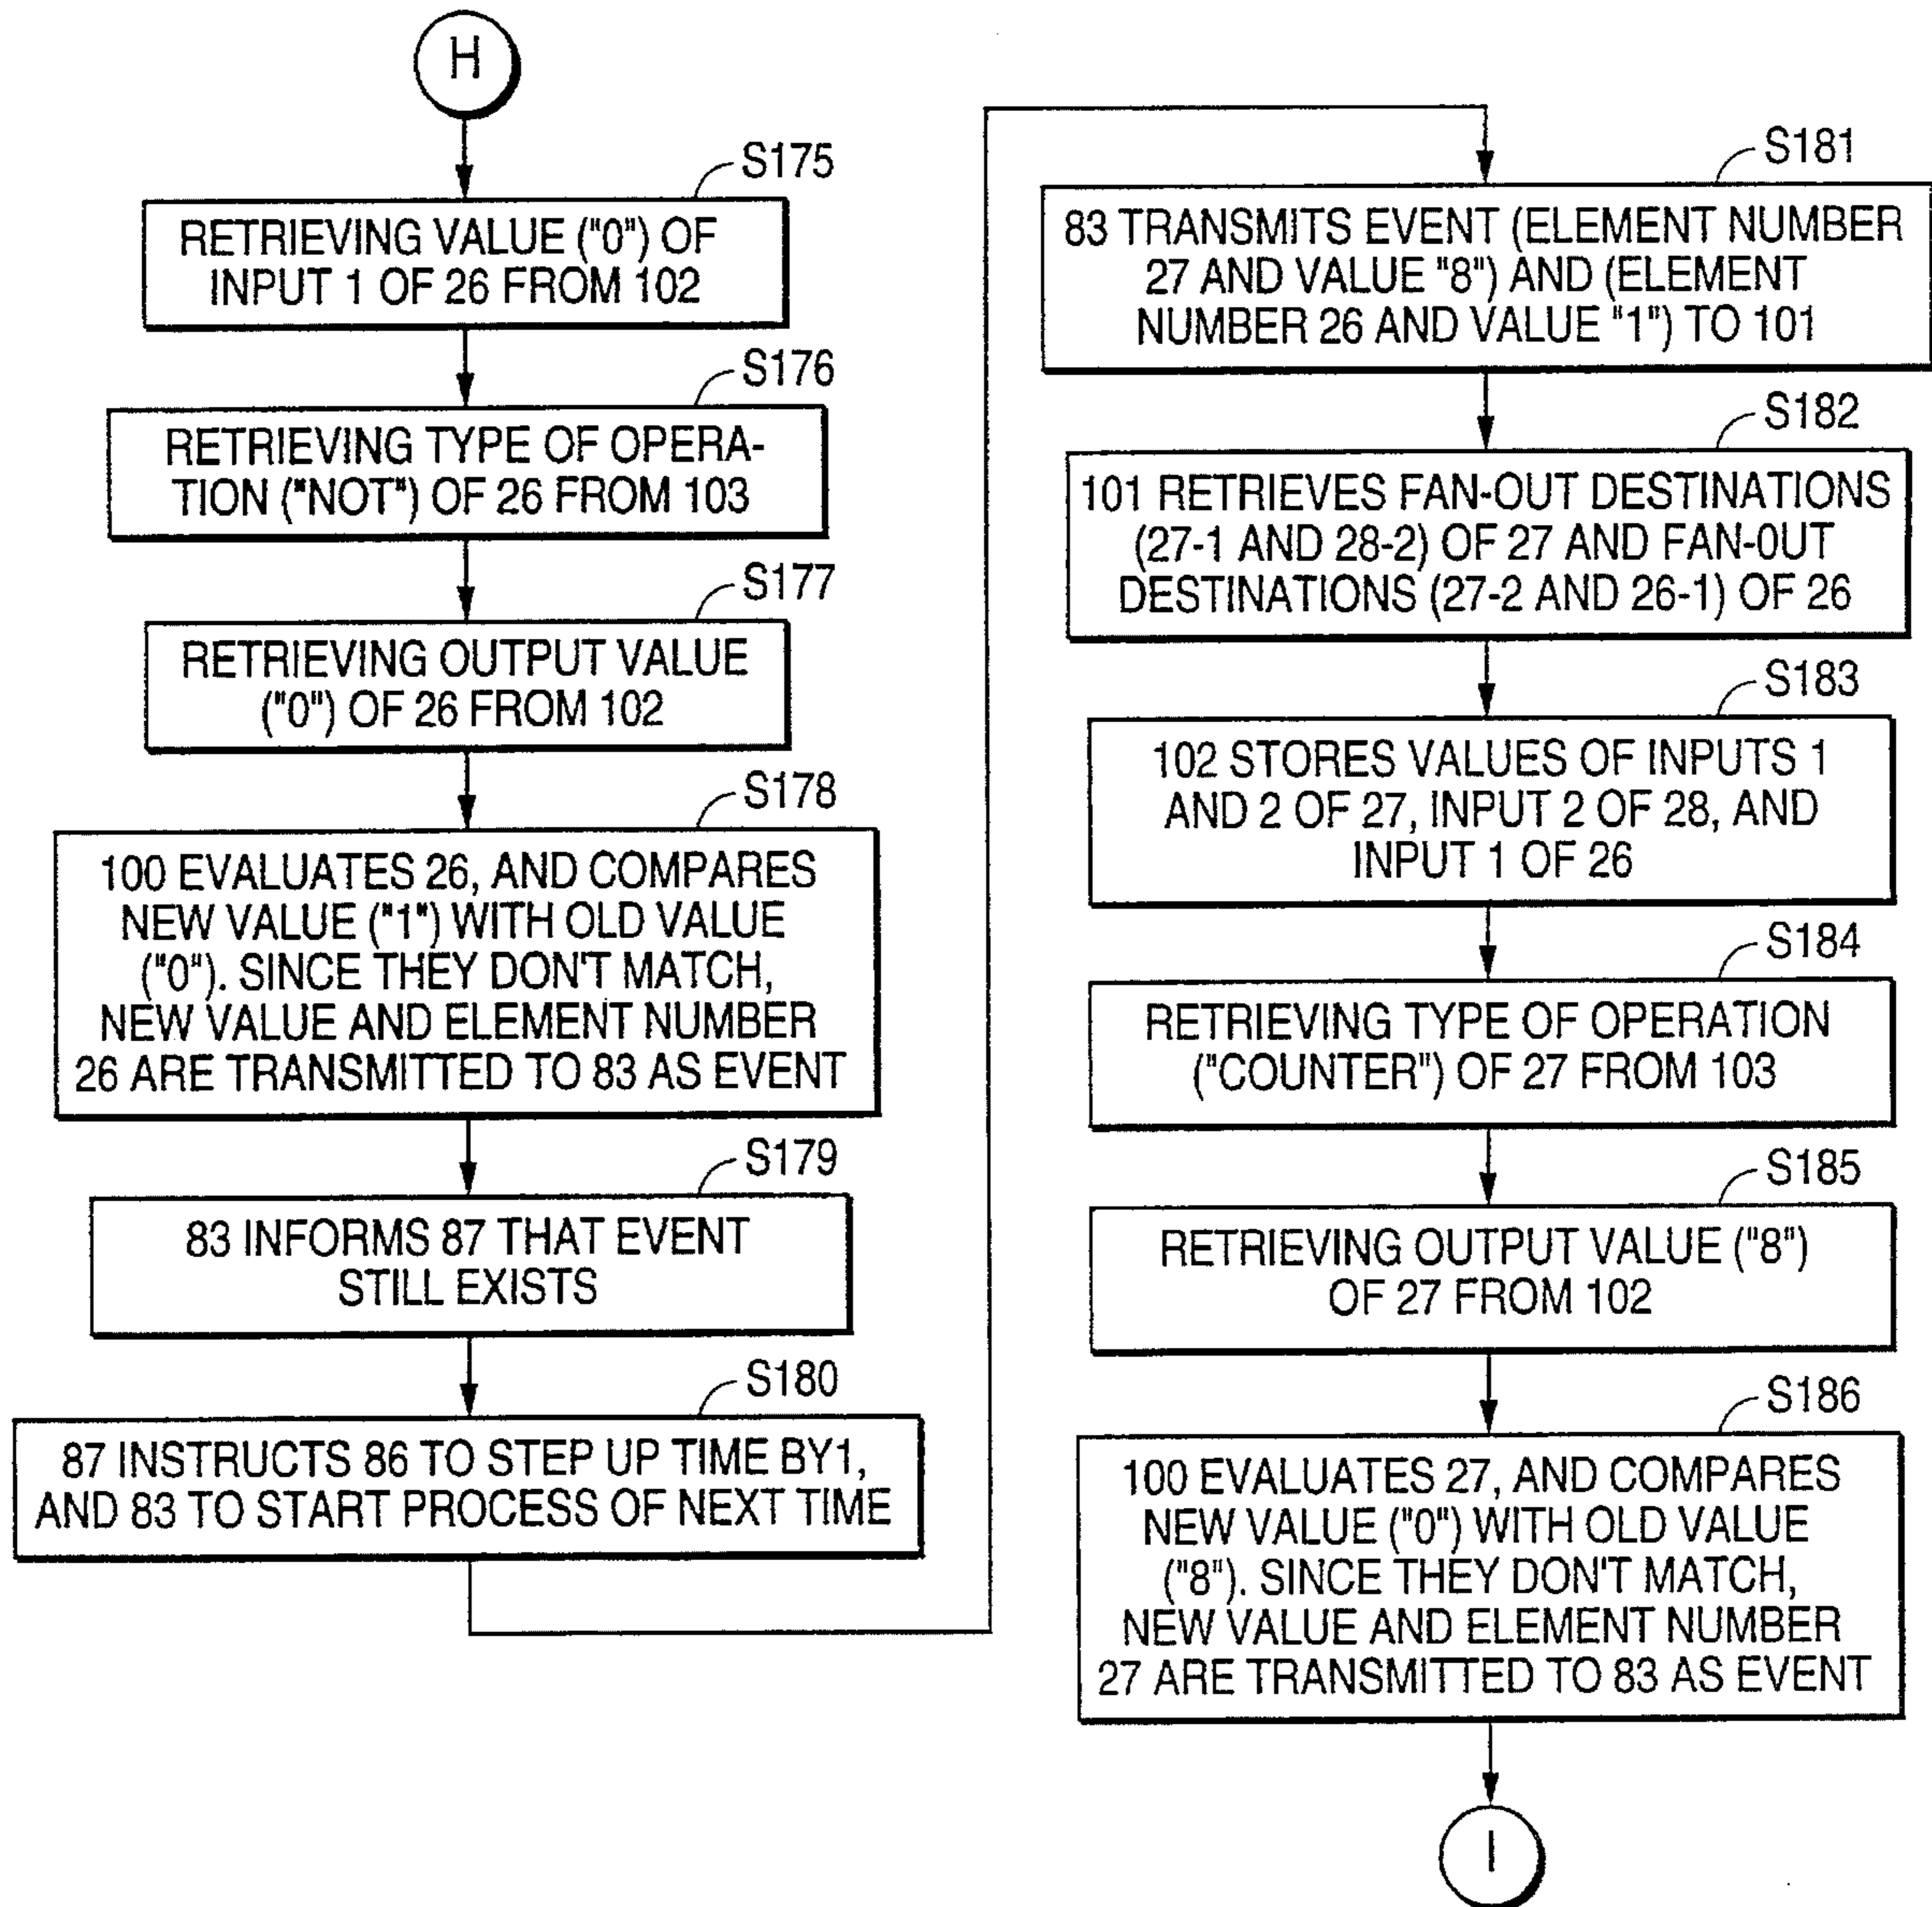 H
S175
RETRIEVING VALUE ("0") OF
INPUT 1 OF 26 FROM 102
S176
RETRIEVING TYPE OF OPERA-
TION ("NOT") OF 26 FROM 103
S177
RETRIEVING OUTPUT VALUE
("0") OF 26 FROM 102
S178
100 EVALUATES 26, AND COMPARES
NEW VALUE ("1") WITH OLD VALUE
("0"). SINCE THEY DON'T MATCH,
NEW VALUE AND ELEMENT NUMBER
26 ARE TRANSMITTED TO 83 AS EVENT
S179
83 INFORMS 87 THAT EVENT
STILL EXISTS
S180
87 INSTRUCTS 86 TO STEP UP TIME BY1,
AND 83 TO START PROCESS OF NEXT TIME
S181
83 TRANSMITS EVENT (ELEMENT NUMBER
27 AND VALUE "8") AND (ELEMENT
NUMBER 26 AND VALUE "1") TO 101
S182
101 RETRIEVES FAN-OUT DESTINATIONS
(27-1 AND 28-2) OF 27 AND FAN-OUT
DESTINATIONS (27-2 AND 26-1) OF 26
S183
102 STORES VALUES OF INPUTS 1
AND 2 OF 27, INPUT 2 OF 28, AND
INPUT 1 OF 26
S184
RETRIEVING TYPE OF OPERATION
("COUNTER") OF 27 FROM 103
S185
RETRIEVING OUTPUT VALUE ("8")
OF 27 FROM 102
S186
100 EVALUATES 27, AND COMPARES
NEW VALUE ("0") WITH OLD VALUE
("8"). SINCE THEY DON'T MATCH,
NEW VALUE AND ELEMENT NUMBER
27 ARE TRANSMITTED TO 83 AS EVENT
I